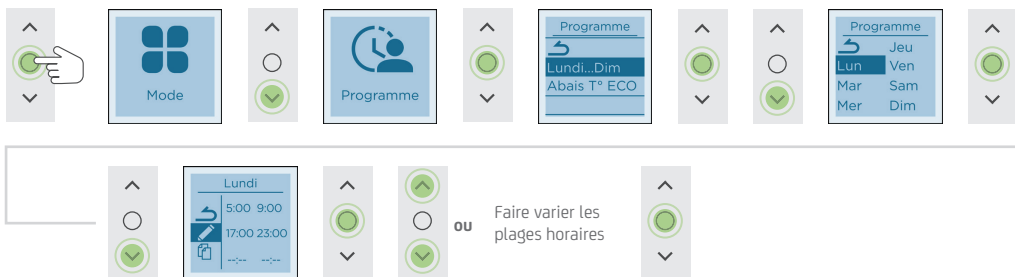 Mode
Programme
Programme
Lundi...Dim
Abais T° ECO
Programme
Jeu
Lun Ven
Mar Sam
Mer Dim
Lundi
5:00 9:00
17:00 23:00
--:-- --:--
ou
Faire varier les
plages horaires